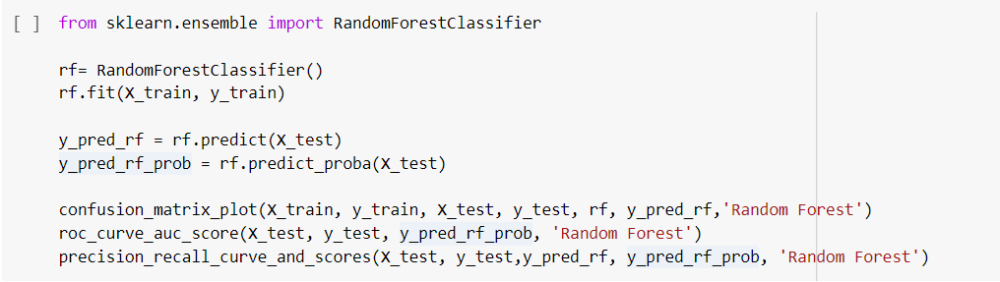 [ ] from sklearn.ensemble import RandomForestClassifier
rf= RandomForestClassifier()
rf.fit(X_train, y_train)
y_pred_rf = rf.predict(X_test)
y_pred_rf_prob = rf.predict_proba(X_test)
confusion_matrix_plot(X_train, y_train, X_test, y_test, rf, y_pred_rf,'Random Forest')
roc_curve_auc_score(X_test, y_test, y_pred_rf_prob, 'Random Forest')
precision_recall_curve_and_scores(X_test, y_test,y_pred_rf, y_pred_rf_prob, 'Random Forest')